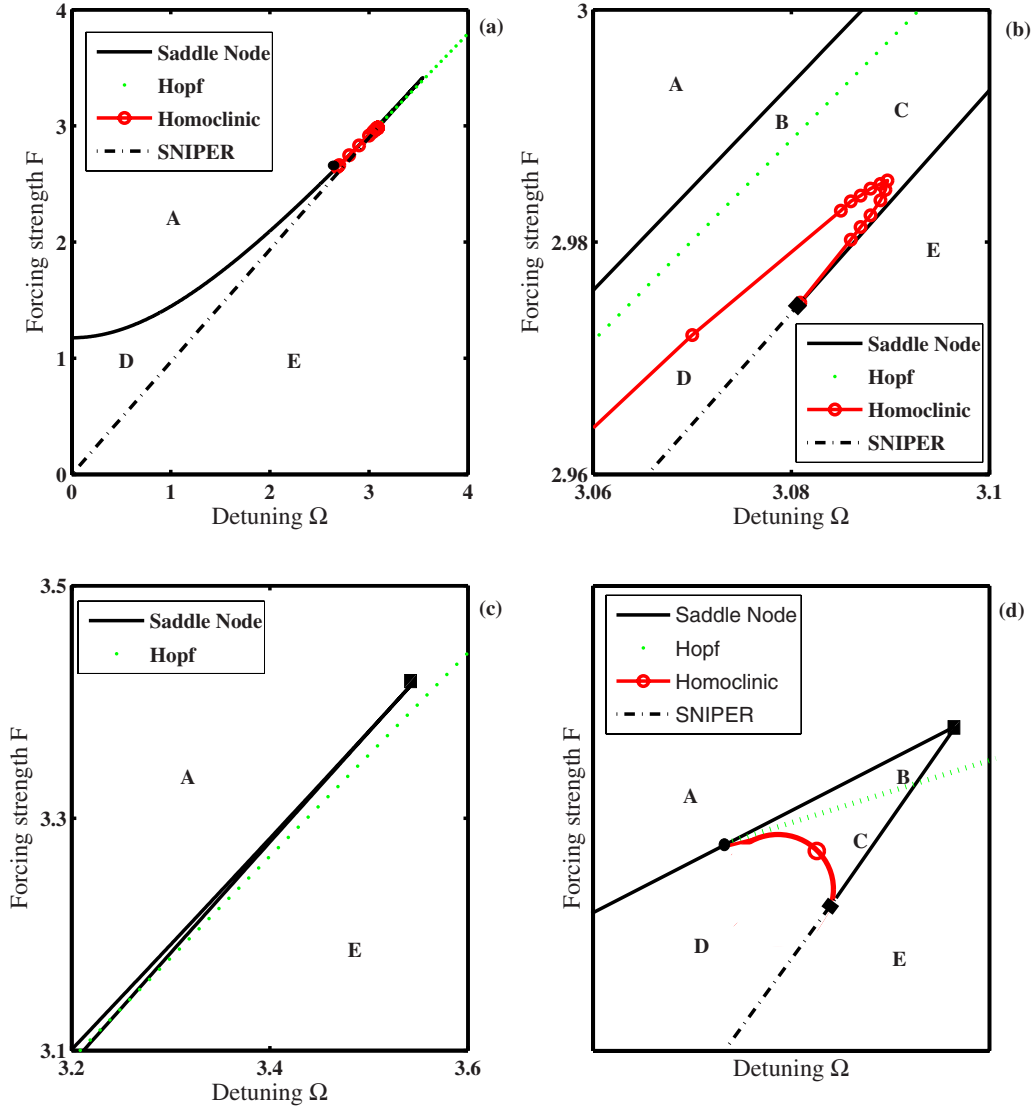 (a)
Saddle Node
Hopf
Homoclinic
SNIPER
A
D
E
4
3
2
1
0
0 1 2 3 4
Forcing strength F
Detuning Ω
(b)
A
B
C
D
E
Saddle Node
Hopf
Homoclinic
SNIPER
3
2.98
2.96
3.06 3.08 3.1
Forcing strength F
Detuning Ω
(c)
Saddle Node
Hopf
A
E
3.5
3.3
3.1
3.2 3.4 3.6
Forcing strength F
Detuning Ω
(d)
Saddle Node
Hopf
Homoclinic
SNIPER
A
B
C
D
E
Forcing strength F
Detuning Ω